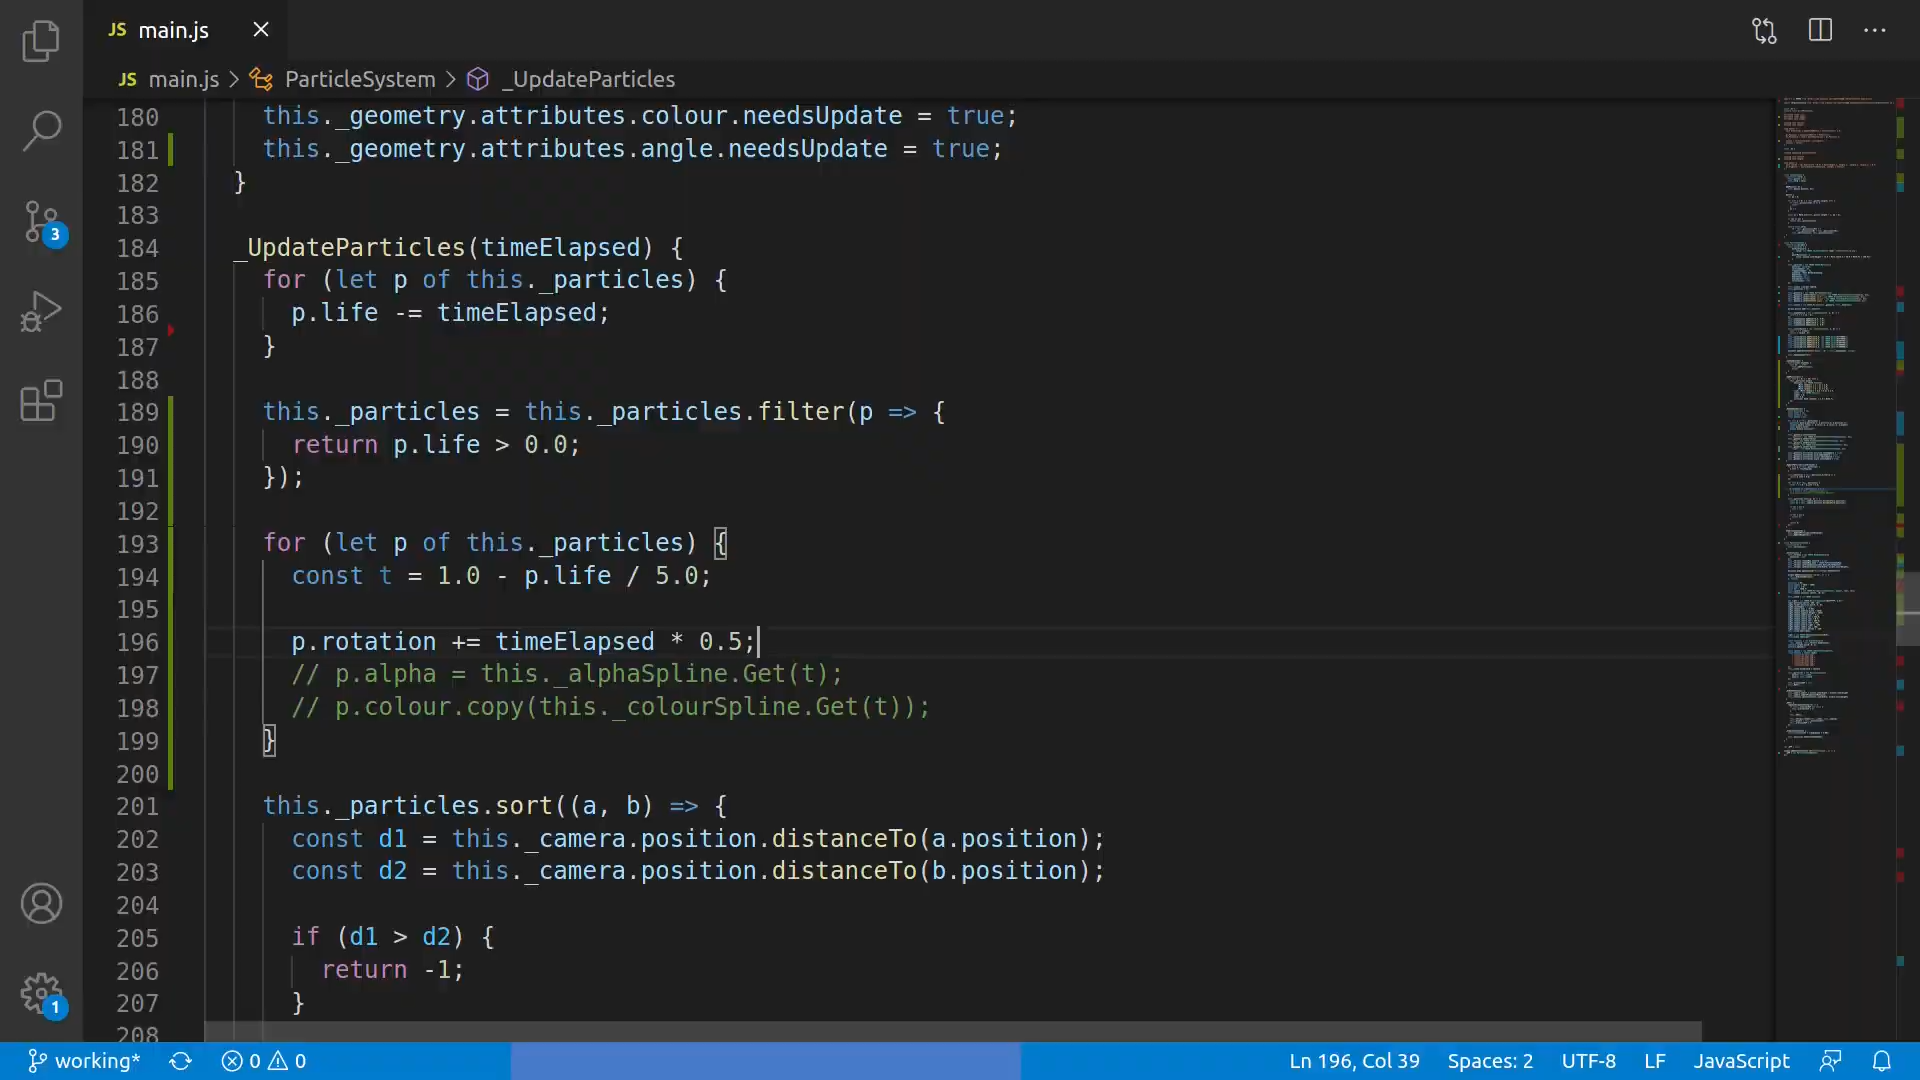 JS main.js
JS main.js > ParticleSystem > _UpdateParticles
180 this._geometry.attributes.colour.needsUpdate = true;
181 this._geometry.attributes.angle.needsUpdate = true;
182 }
183
184 _UpdateParticles(timeElapsed) {
185 for (let p of this._particles) {
186 p.life -= timeElapsed;
187 }
188
189 this._particles = this._particles.filter(p => {
190 return p.life > 0.0;
191 });
192
193 for (let p of this._particles) {
194 const t = 1.0 - p.life / 5.0;
195
196 p.rotation += timeElapsed * 0.5;
197 // p.alpha = this._alphaSpline.Get(t);
198 // p.colour.copy(this._colourSpline.Get(t));
199 }
200
201 this._particles.sort((a, b) => {
202 const d1 = this._camera.position.distanceTo(a.position);
203 const d2 = this._camera.position.distanceTo(b.position);
204
205 if (d1 > d2) {
206 return -1;
207 }
208
3
1
working* 0 0 Ln 196, Col 39 Spaces: 2 UTF-8 LF JavaScript